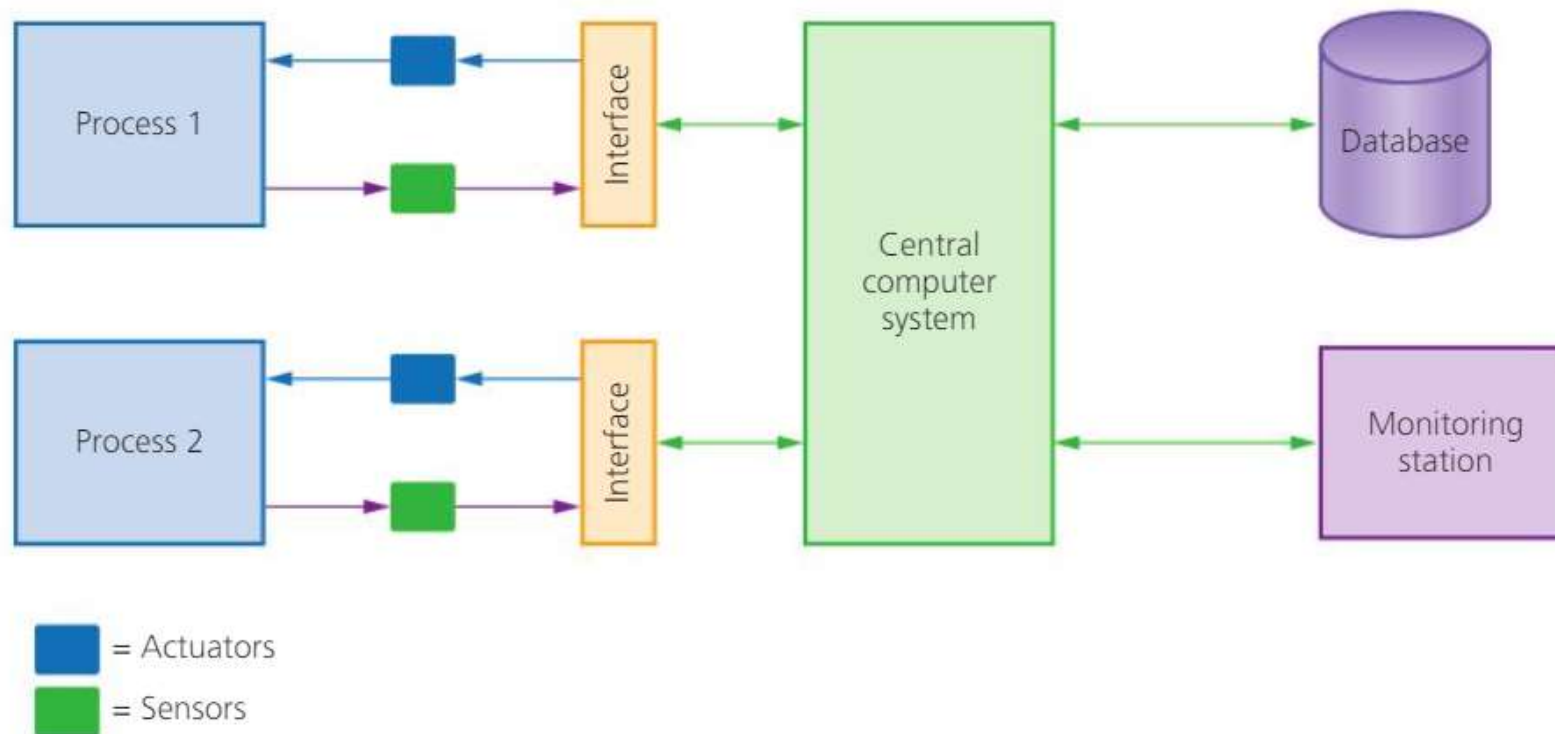 Process 1
Interface
Central
computer
system
Database
Process 2
Interface
Monitoring
station
= Actuators
= Sensors